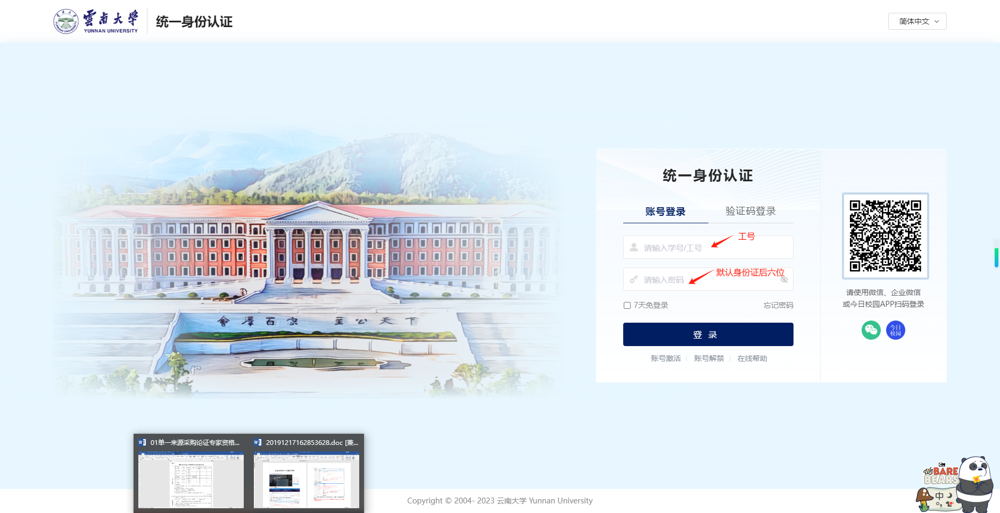 雲南大學
YUNNAN UNIVERSITY
统一身份认证
简体中文
會澤百家 至公天下
统一身份认证
账号登录
验证码登录
请输入学号/工号
工号
请输入密码
默认身份证后六位
7天免登录
忘记密码
登 录
账号激活
账号解禁
在线帮助
请使用微信、企业微信
或今日校园APP扫码登录
今日
校园
01单一来源采购论证专家资格...
20191217162853628.doc [兼...
CN
We BARE
BEARS
中
Copyright © 2004- 2023 云南大学 Yunnan University